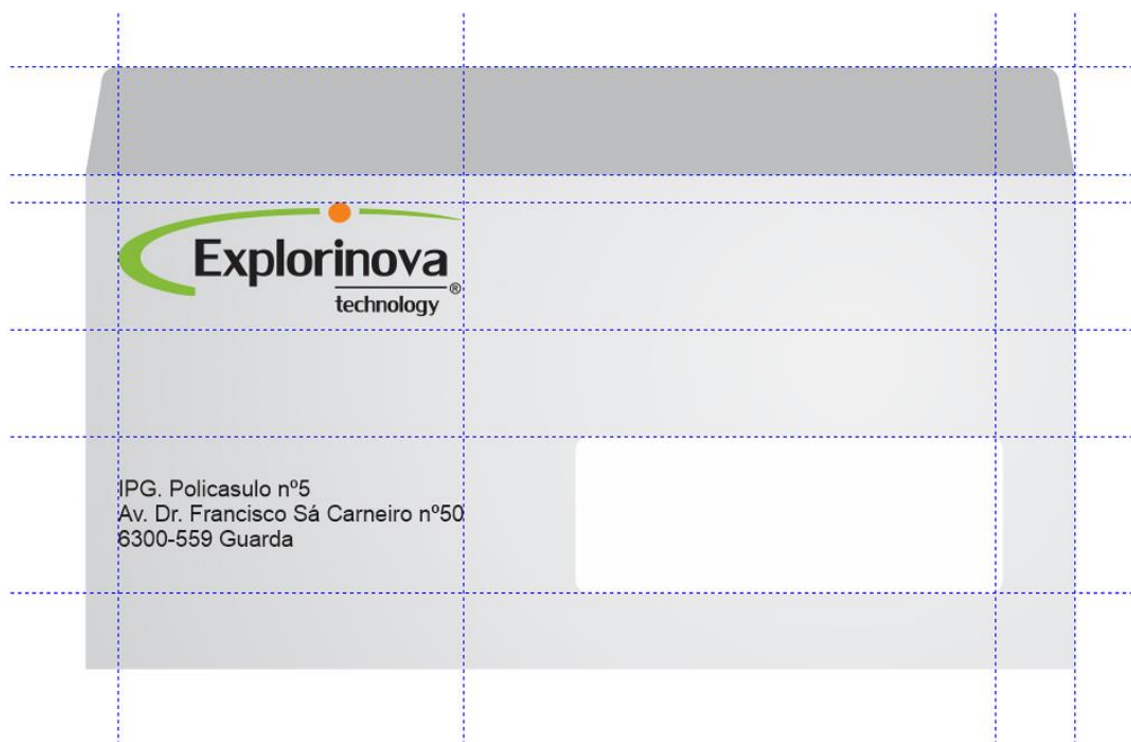 Explorinova
®
technology
IPG. Policasulo nº5
Av. Dr. Francisco Sá Carneiro nº50
6300-559 Guarda